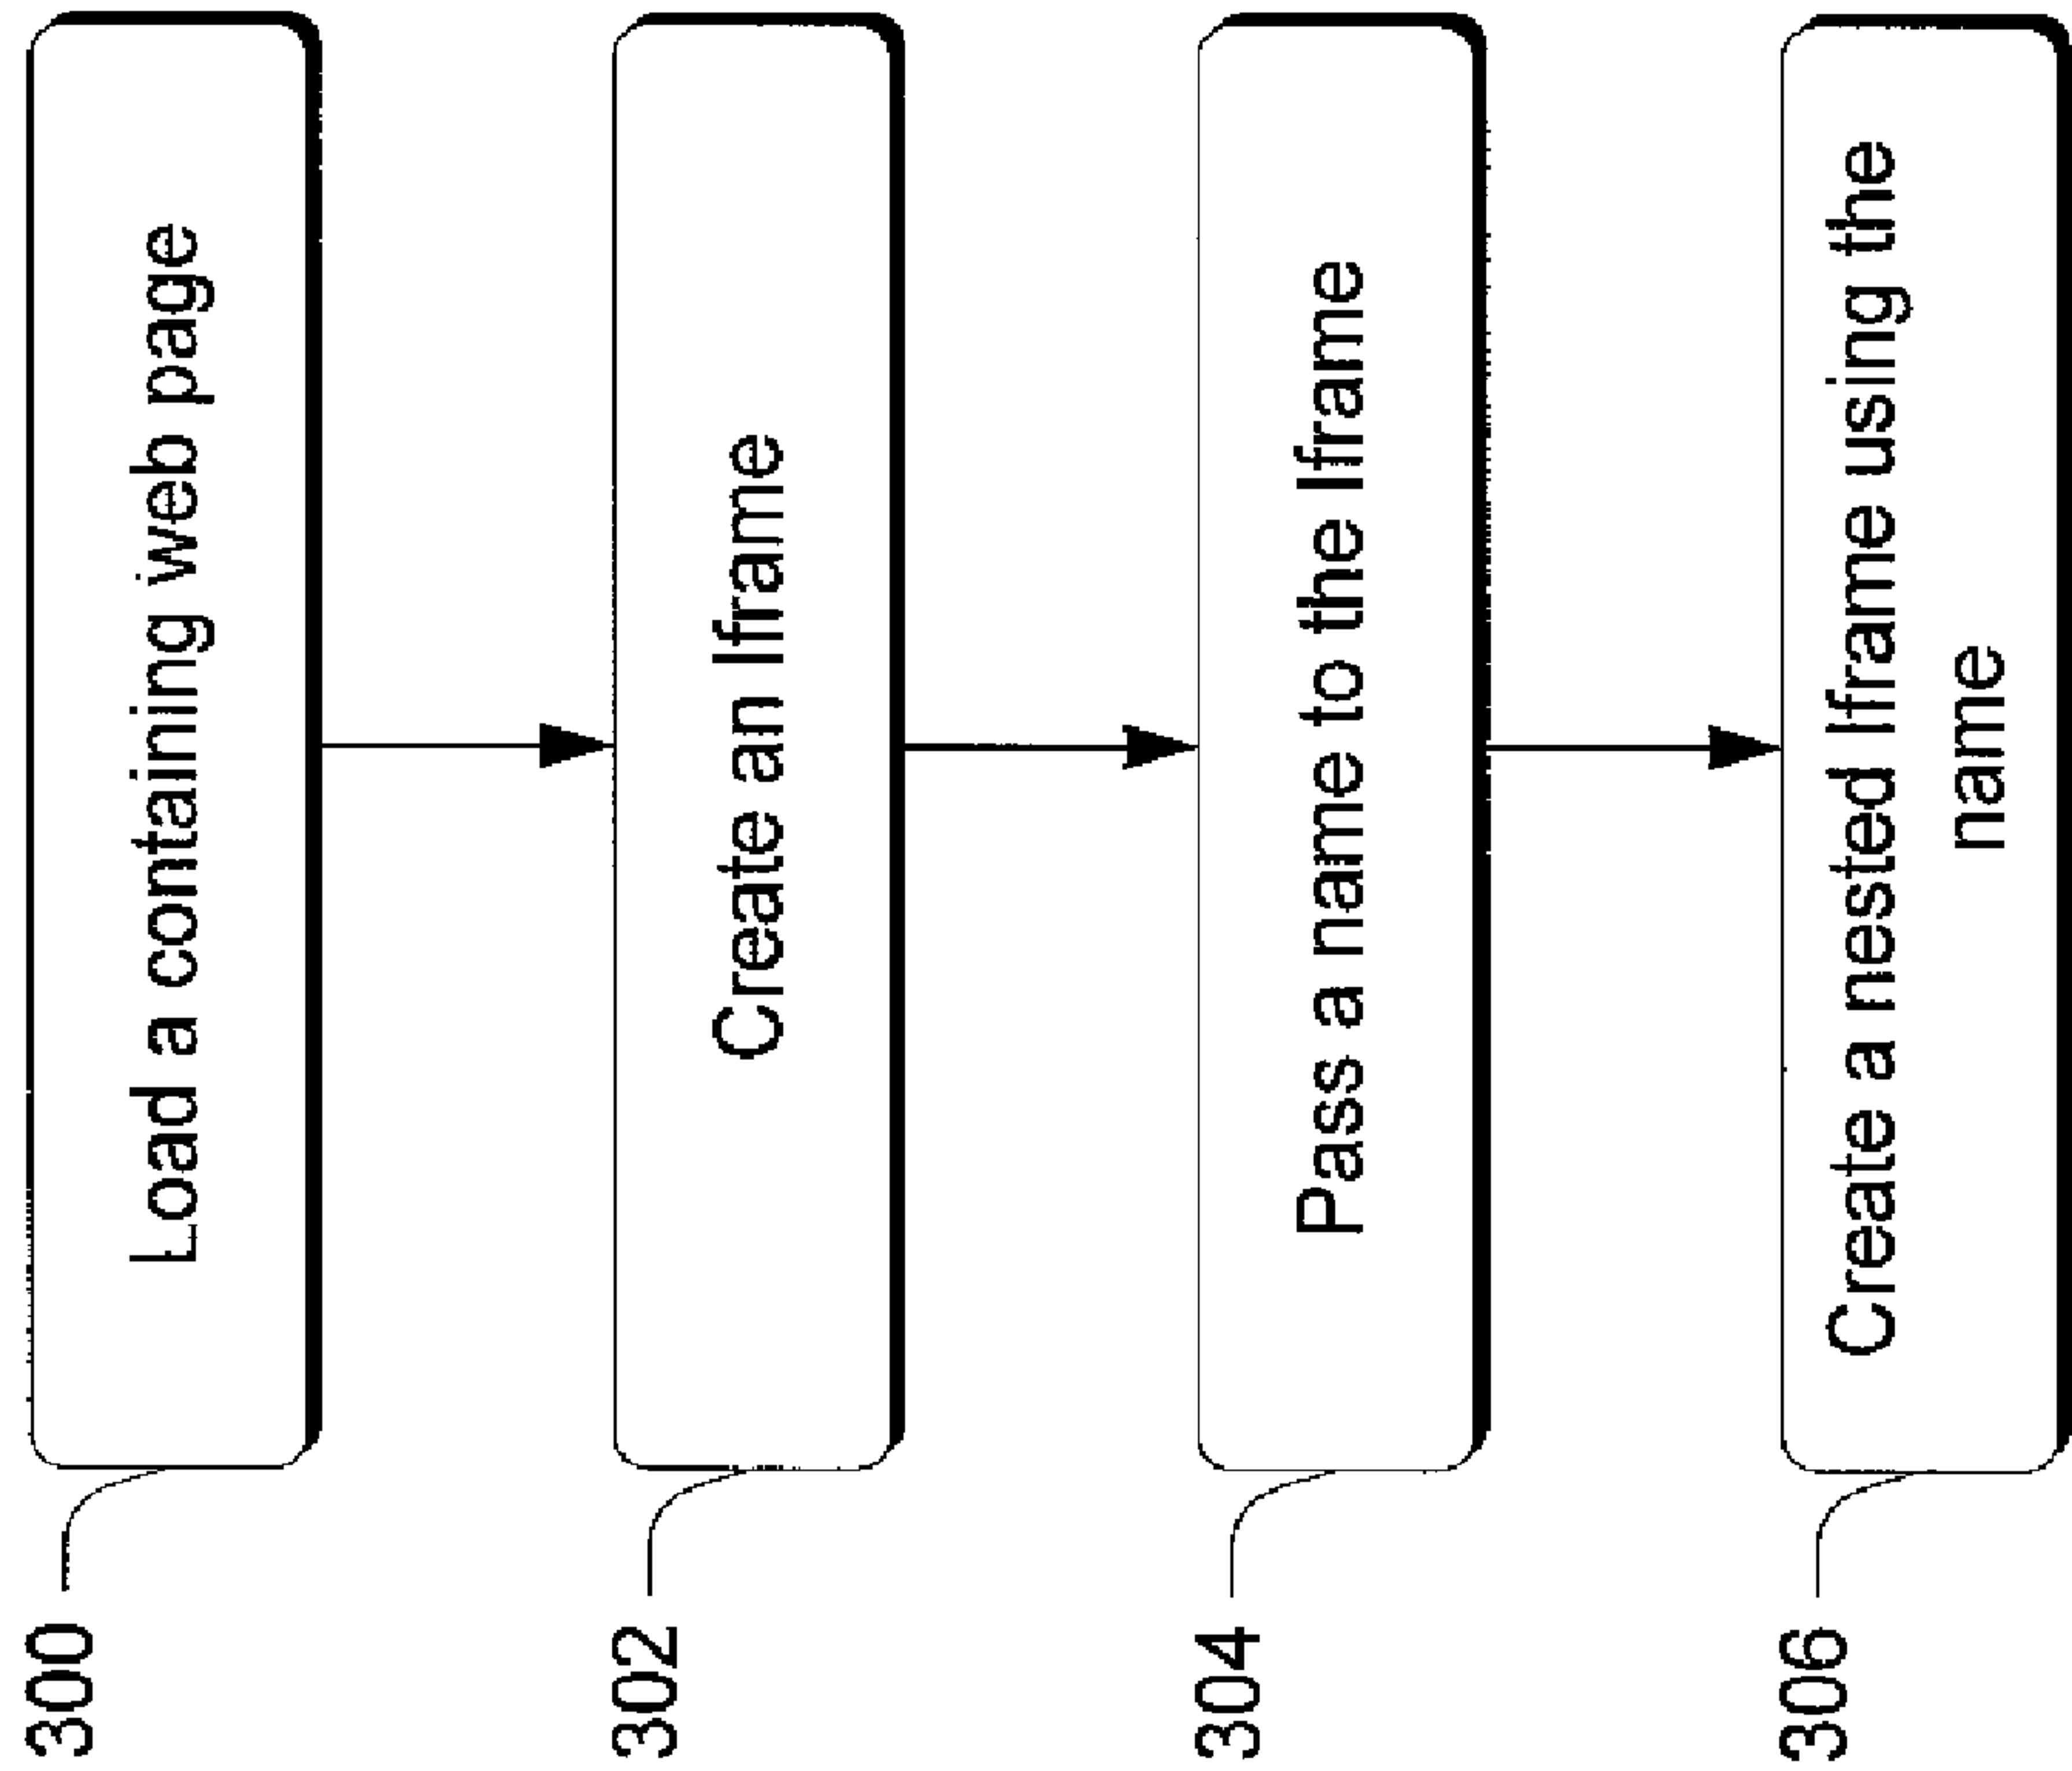 300
Load a containing web page
302
Create an Iframe
304
Pass a name to the Iframe
306
Create a nested Iframe using the
name